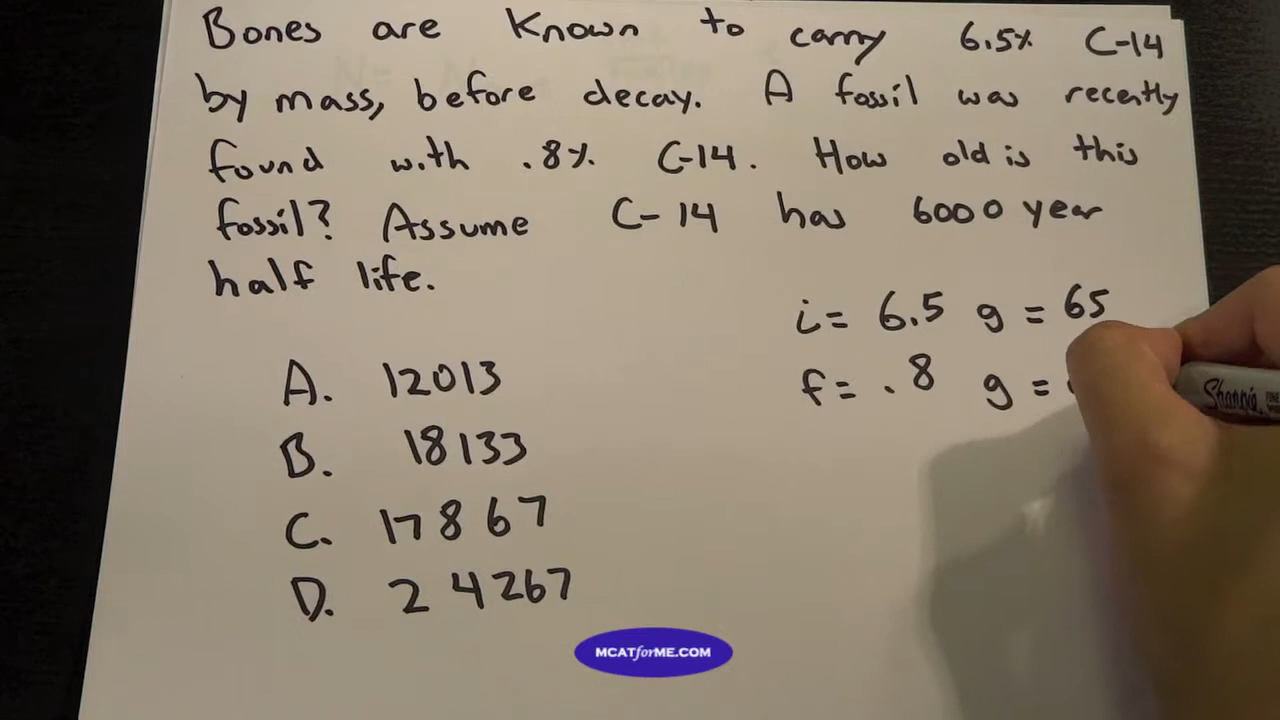 Bones are known to carry 6.5% C-14
by mass, before decay. A fossil was recently
found with .8% C-14. How old is this
fossil? Assume C-14 has 6000 year
half life.
i= 6.5 g = 65
f= .8 g =
A. 12013
B. 18133
C. 17867
D. 24267
Sharpie
MCATforME.COM